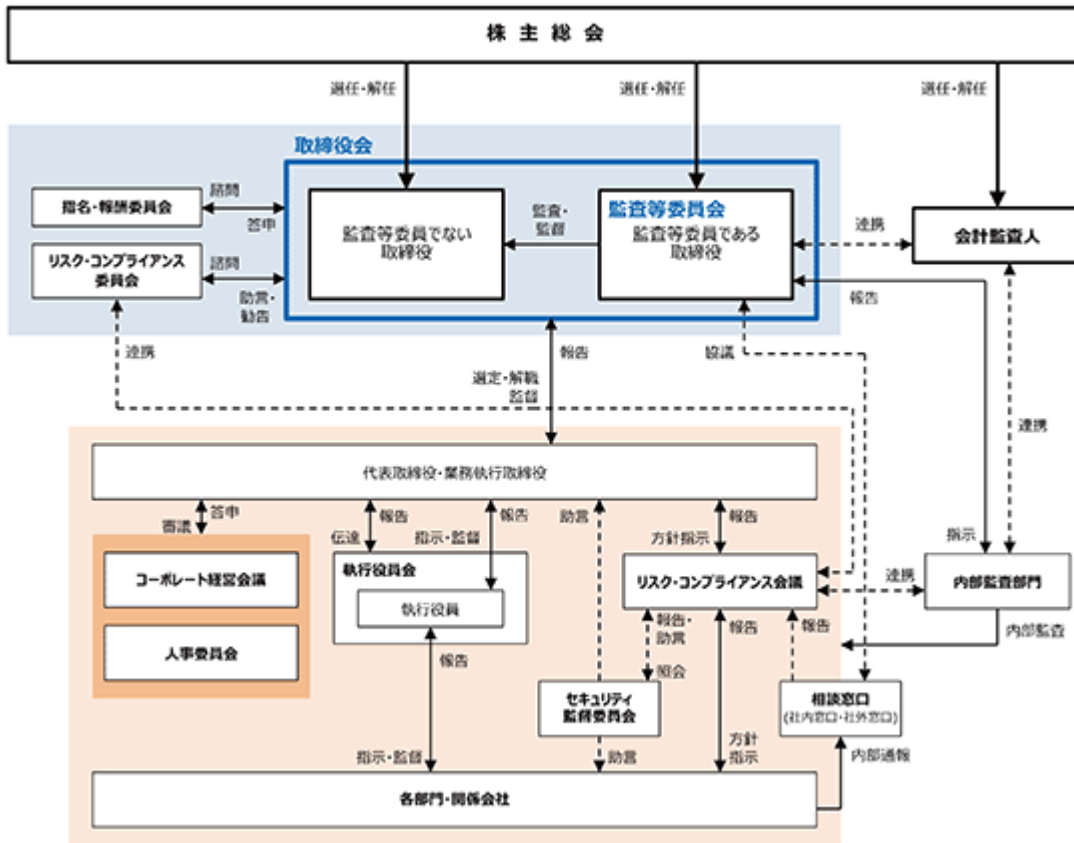 株主総会
選任・解任
選任・解任
選任・解任
取締役会
指名・報酬委員会
諮問
答申
リスク・コンプライアンス
委員会
諮問
助言・
勧告
監査等委員でない
取締役
監査・
監督
監査等委員会
監査等委員である
取締役
連携
会計監査人
報告
連携
報告
協議
選定・解職
監督
連携
代表取締役・業務執行取締役
答申
審議
報告
伝達
報告
指示・監督
助言
報告
方針指示
指示
コーポレート経営会議
人事委員会
執行役員会
執行役員
リスク・コンプライアンス会議
連携
内部監査部門
報告
報告・
助言
照会
報告
報告
内部監査
セキュリティ
監督委員会
相談窓口
(社内窓口・社外窓口)
指示・監督
助言
方針
指示
内部通報
各部門・関係会社